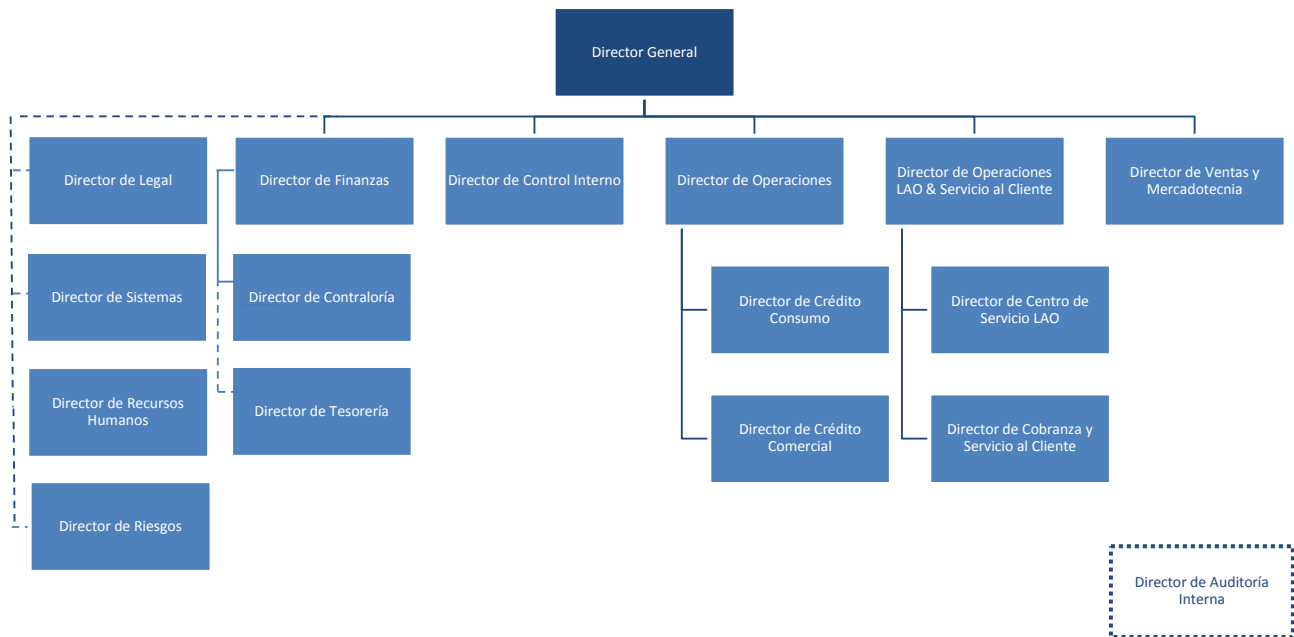 Director General
Director de Legal
Director de Finanzas
Director de Control Interno
Director de Operaciones
Director de Operaciones
LAO & Servicio al Cliente
Director de Ventas y
Mercadotecnia
Director de Sistemas
Director de Contraloría
Director de Crédito
Consumo
Director de Centro de
Servicio LAO
Director de Recursos
Humanos
Director de Tesorería
Director de Crédito
Comercial
Director de Cobranza y
Servicio al Cliente
Director de Riesgos
Director de Auditoría
Interna